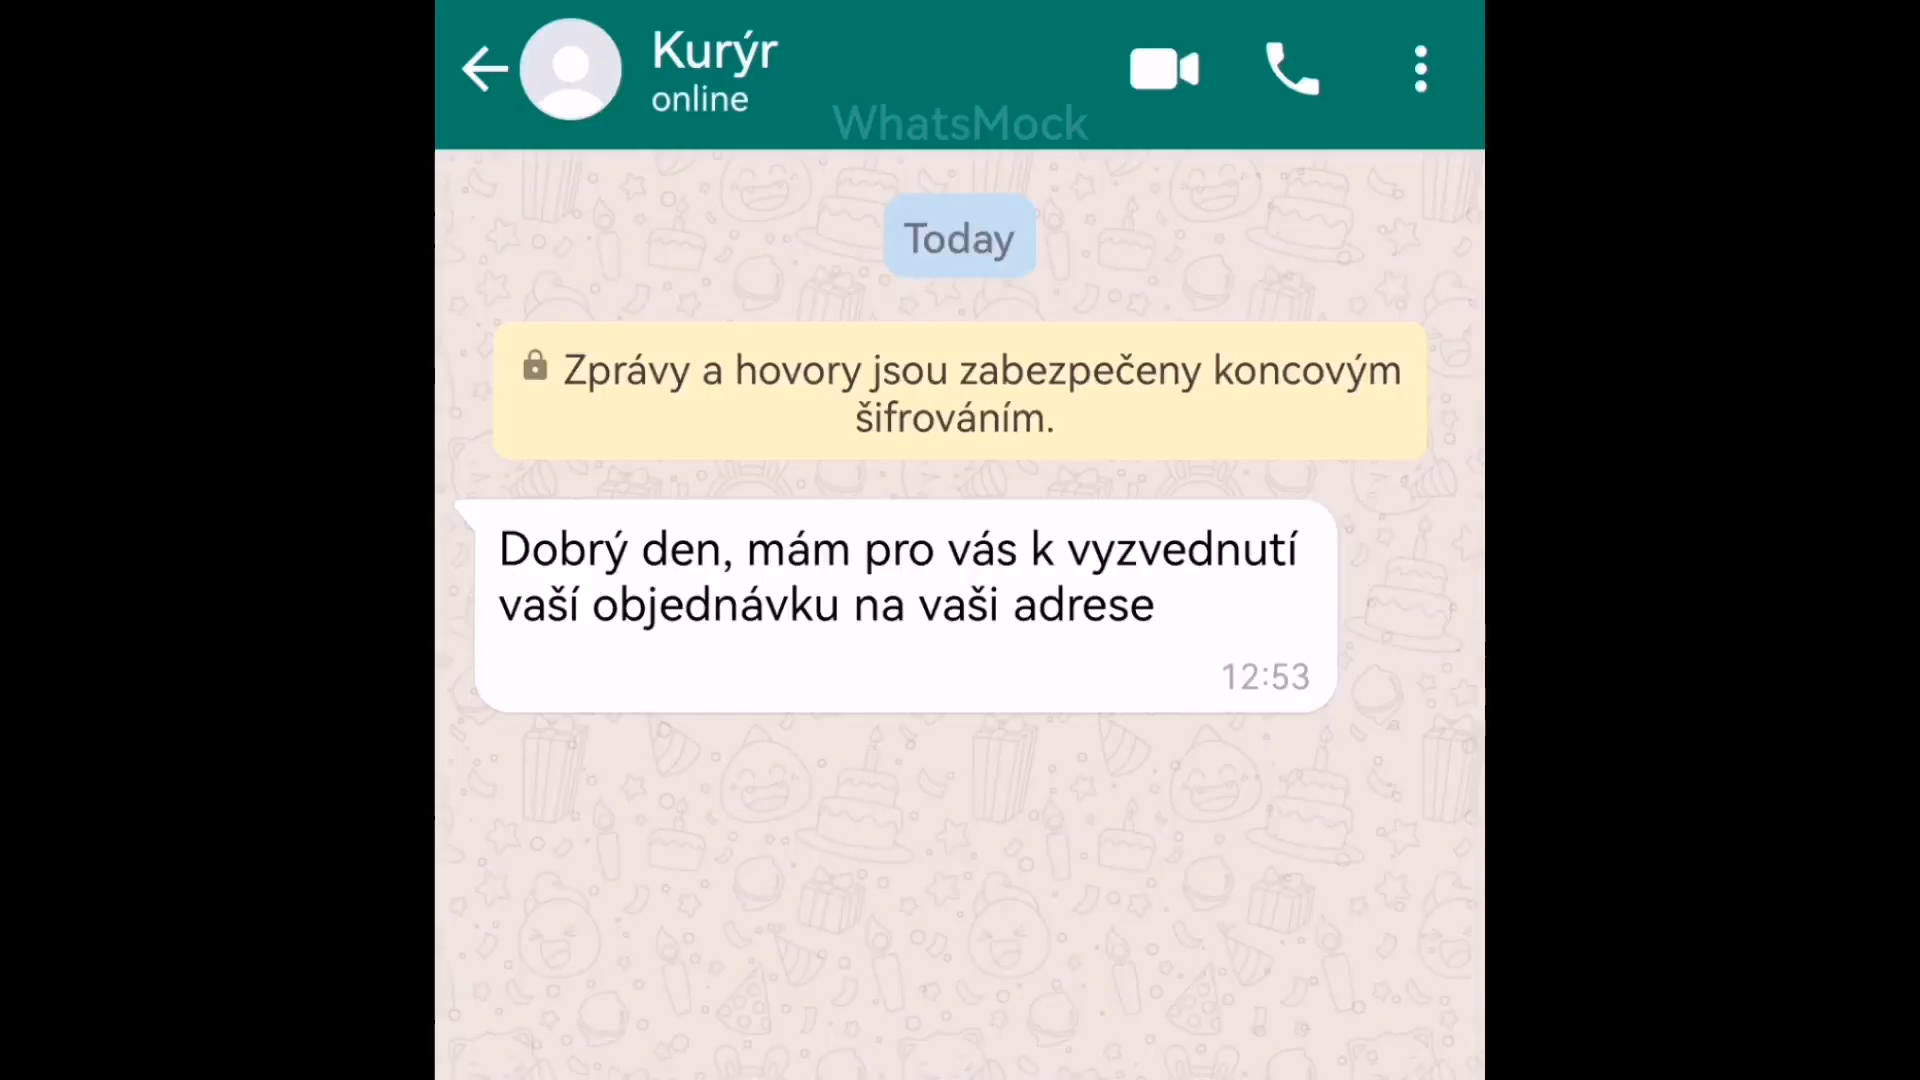 Kurýr
online
WhatsMock
Today
Zprávy a hovory jsou zabezpečeny koncovým
šifrováním.
Dobrý den, mám pro vás k vyzvednutí
vaší objednávku na vaši adrese
12:53